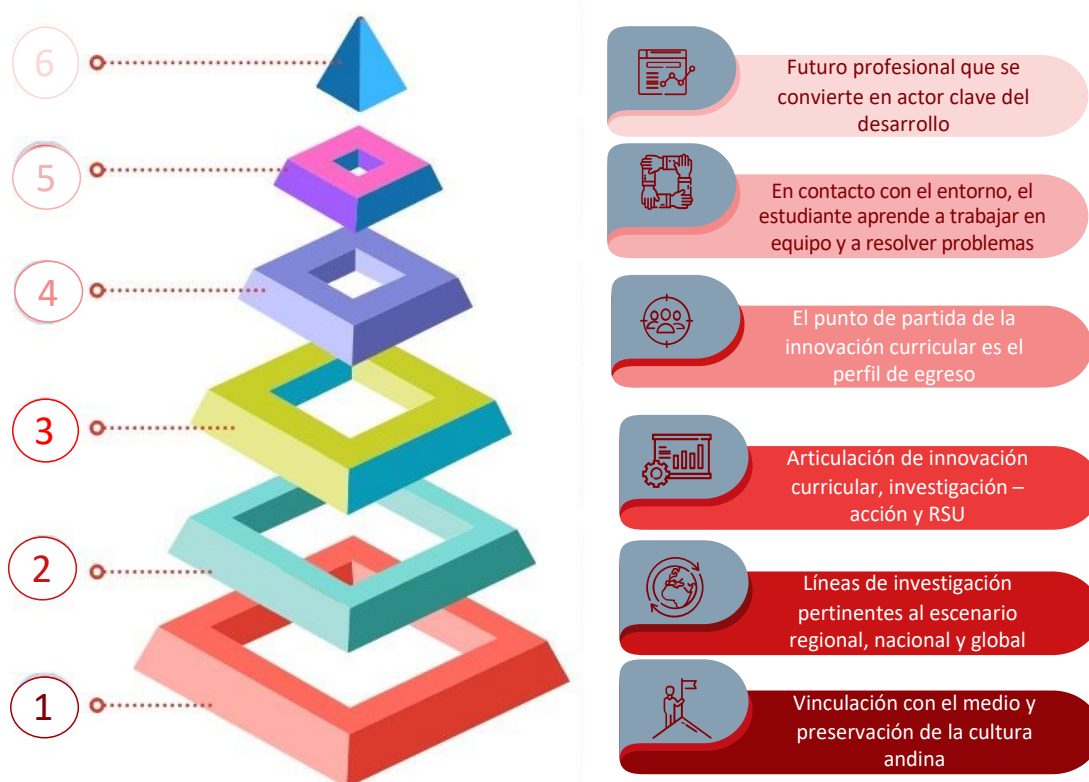 6
Futuro profesional que se
convierte en actor clave del
desarrollo
5
En contacto con el entorno, el
estudiante aprende a trabajar en
equipo y a resolver problemas
4
El punto de partida de la
innovación curricular es el
perfil de egreso
3
Articulación de innovación
curricular, investigación –
acción y RSU
2
Líneas de investigación
pertinentes al escenario
regional, nacional y global
1
Vinculación con el medio y
preservación de la cultura
andina